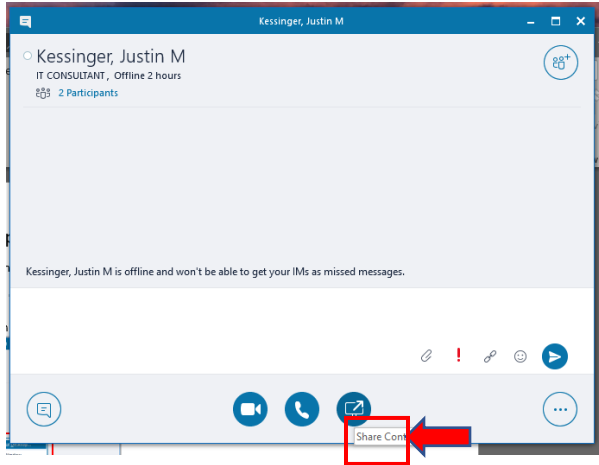 Kessinger, Justin M
Kessinger, Justin M
IT CONSULTANT, Offline 2 hours
2 Participants
Kessinger, Justin M is offline and won't be able to get your IMs as missed messages.
!
Share Cont